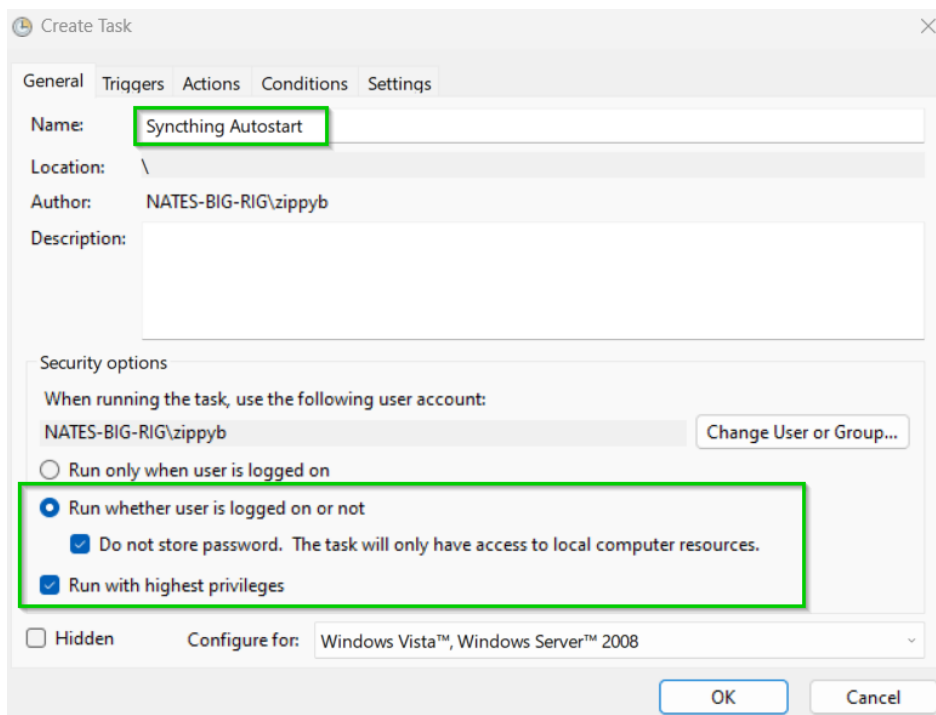 Create Task
General Triggers Actions Conditions Settings
Name: Syncthing Autostart
Location: \
Author: NATES-BIG-RIG\zippyb
Description:
Security options
When running the task, use the following user account:
NATES-BIG-RIG\zippyb Change User or Group...
Run only when user is logged on
Run whether user is logged on or not
Do not store password. The task will only have access to local computer resources.
Run with highest privileges
Hidden Configure for: Windows Vista™, Windows Server™ 2008
OK Cancel